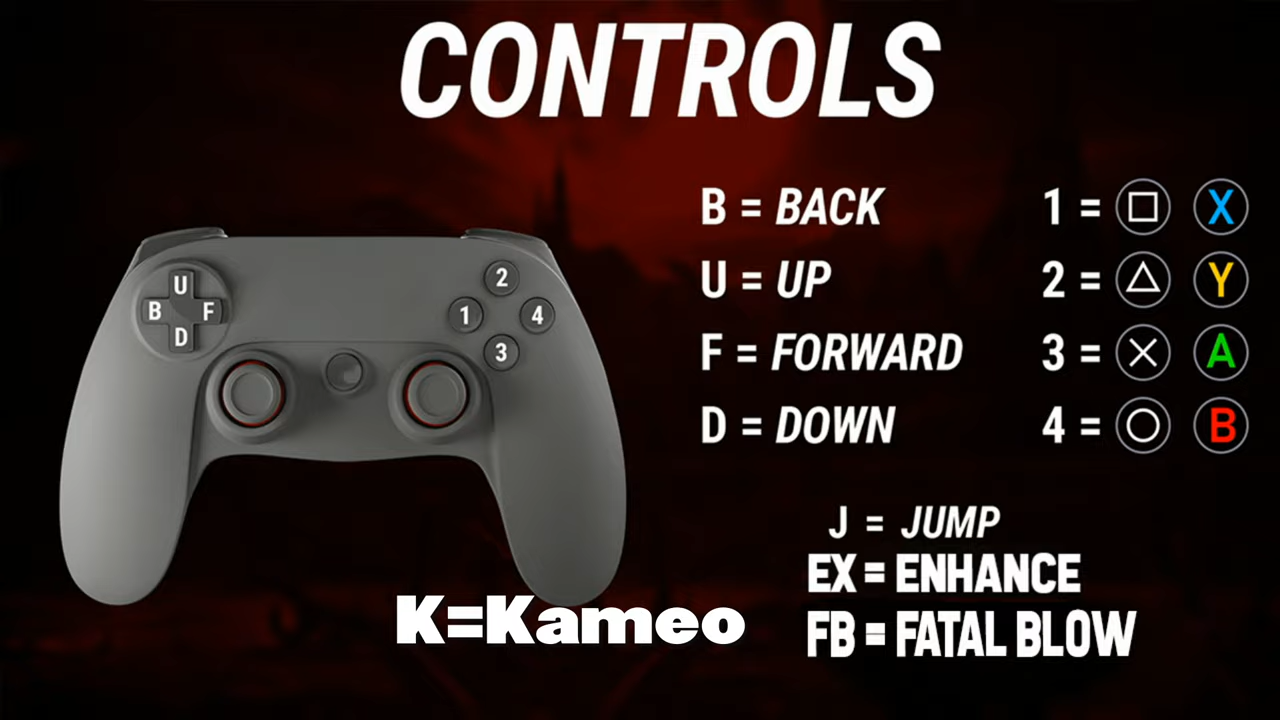 CONTROLS
B = BACK
U = UP
F = FORWARD
D = DOWN
1 = □ X
2 = △ Y
3 = ✕ A
4 = ○ B
J = JUMP
EX = ENHANCE
FB = FATAL BLOW
K=Kameo
U
B F
D
2
1 4
3